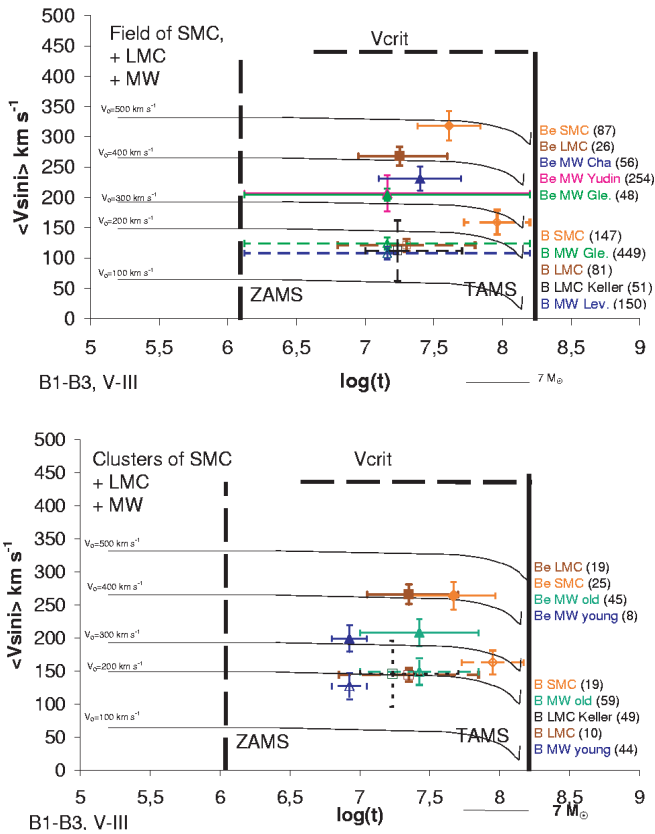 500
450
400
350
300
250
200
150
100
50
0
<Vsini> km s-1
Field of SMC,
+ LMC
+ MW
Vcrit
V₀=500 km s-1
V₀=400 km s-1
V₀=300 km s-1
V₀=200 km s-1
V₀=100 km s-1
Be SMC (87)
Be LMC (26)
Be MW Cha (56)
Be MW Yudin (254)
Be MW Gle. (48)
B SMC (147)
B MW Gle. (449)
B LMC (81)
B LMC Keller (51)
B MW Lev. (150)
ZAMS
TAMS
5 5,5 6 6,5 7 7,5 8 8,5 9
B1-B3, V-III
log(t)
7 M☉
500
450
400
350
300
250
200
150
100
50
0
<Vsini> km s-1
Clusters of SMC
+ LMC
+ MW
Vcrit
V₀=500 km s-1
V₀=400 km s-1
V₀=300 km s-1
V₀=200 km s-1
V₀=100 km s-1
Be LMC (19)
Be SMC (25)
Be MW old (45)
Be MW young (8)
B SMC (19)
B MW old (59)
B LMC Keller (49)
B LMC (10)
B MW young (44)
ZAMS
TAMS
5 5,5 6 6,5 7 7,5 8 8,5 9
B1-B3, V-III
log(t)
7 M☉